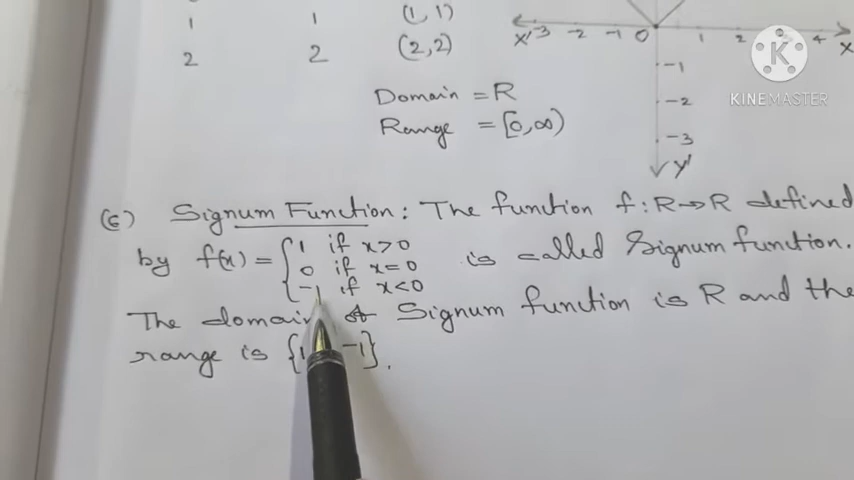 1 1 (1, 1)
2 2 (2, 2)
X' -3 -2 -1 0 1 2 4 X
-1
-2
-3
Y'
Domain = R
Range = [0, ∞)
K
KINEMASTER
(6) Signum Function: The function f: R→R defined
by f(x) = { 1 if x>0
0 if x=0
-1 if x<0
is called Signum function.
The domain of Signum function is R and the
range is {1 -1}.